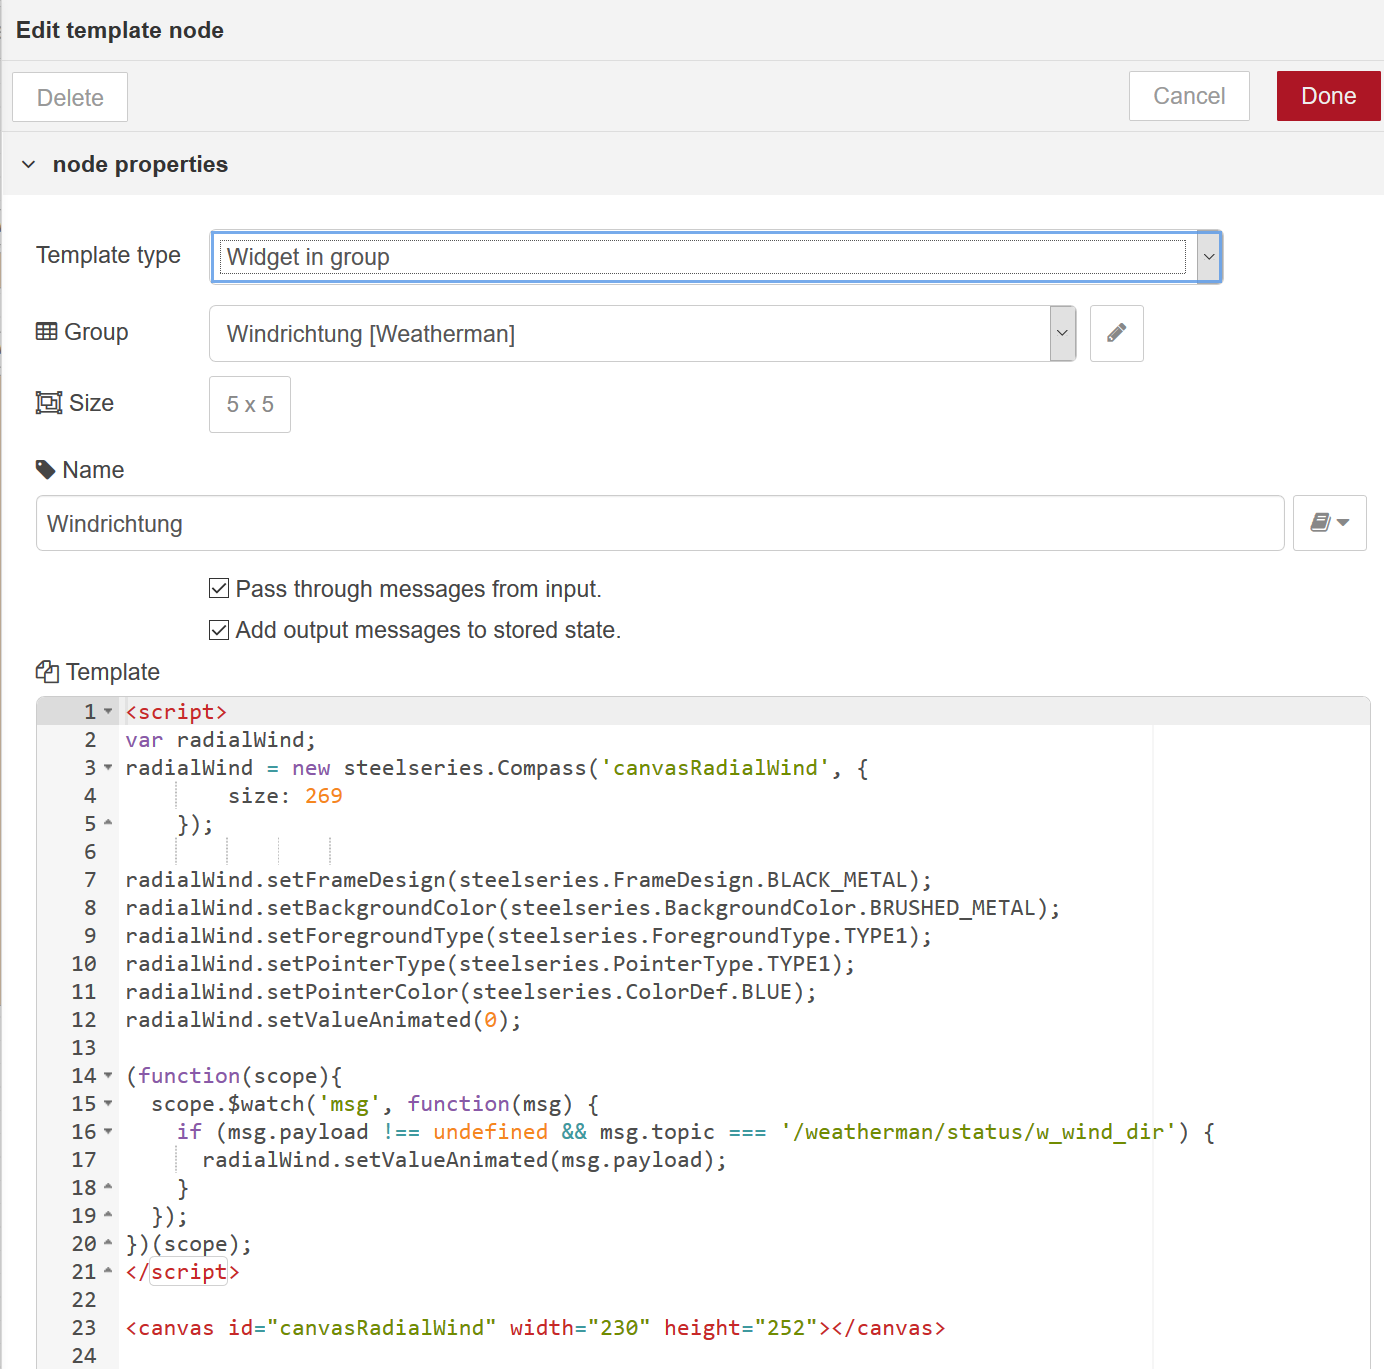 Edit template node
Delete
Cancel
Done
node properties
Template type
Widget in group
Group
Windrichtung [Weatherman]
Size
5 x 5
Name
Windrichtung
Pass through messages from input.
Add output messages to stored state.
Template
1 <script>
2 var radialWind;
3 radialWind = new steelseries.Compass('canvasRadialWind', {
4         size: 269
5     });
6
7 radialWind.setFrameDesign(steelseries.FrameDesign.BLACK_METAL);
8 radialWind.setBackgroundColor(steelseries.BackgroundColor.BRUSHED_METAL);
9 radialWind.setForegroundType(steelseries.ForegroundType.TYPE1);
10 radialWind.setPointerType(steelseries.PointerType.TYPE1);
11 radialWind.setPointerColor(steelseries.ColorDef.BLUE);
12 radialWind.setValueAnimated(0);
13
14 (function(scope){
15   scope.$watch('msg', function(msg) {
16     if (msg.payload !== undefined && msg.topic === '/weatherman/status/w_wind_dir') {
17       radialWind.setValueAnimated(msg.payload);
18     }
19   });
20 })(scope);
21 </script>
22
23 <canvas id="canvasRadialWind" width="230" height="252"></canvas>
24